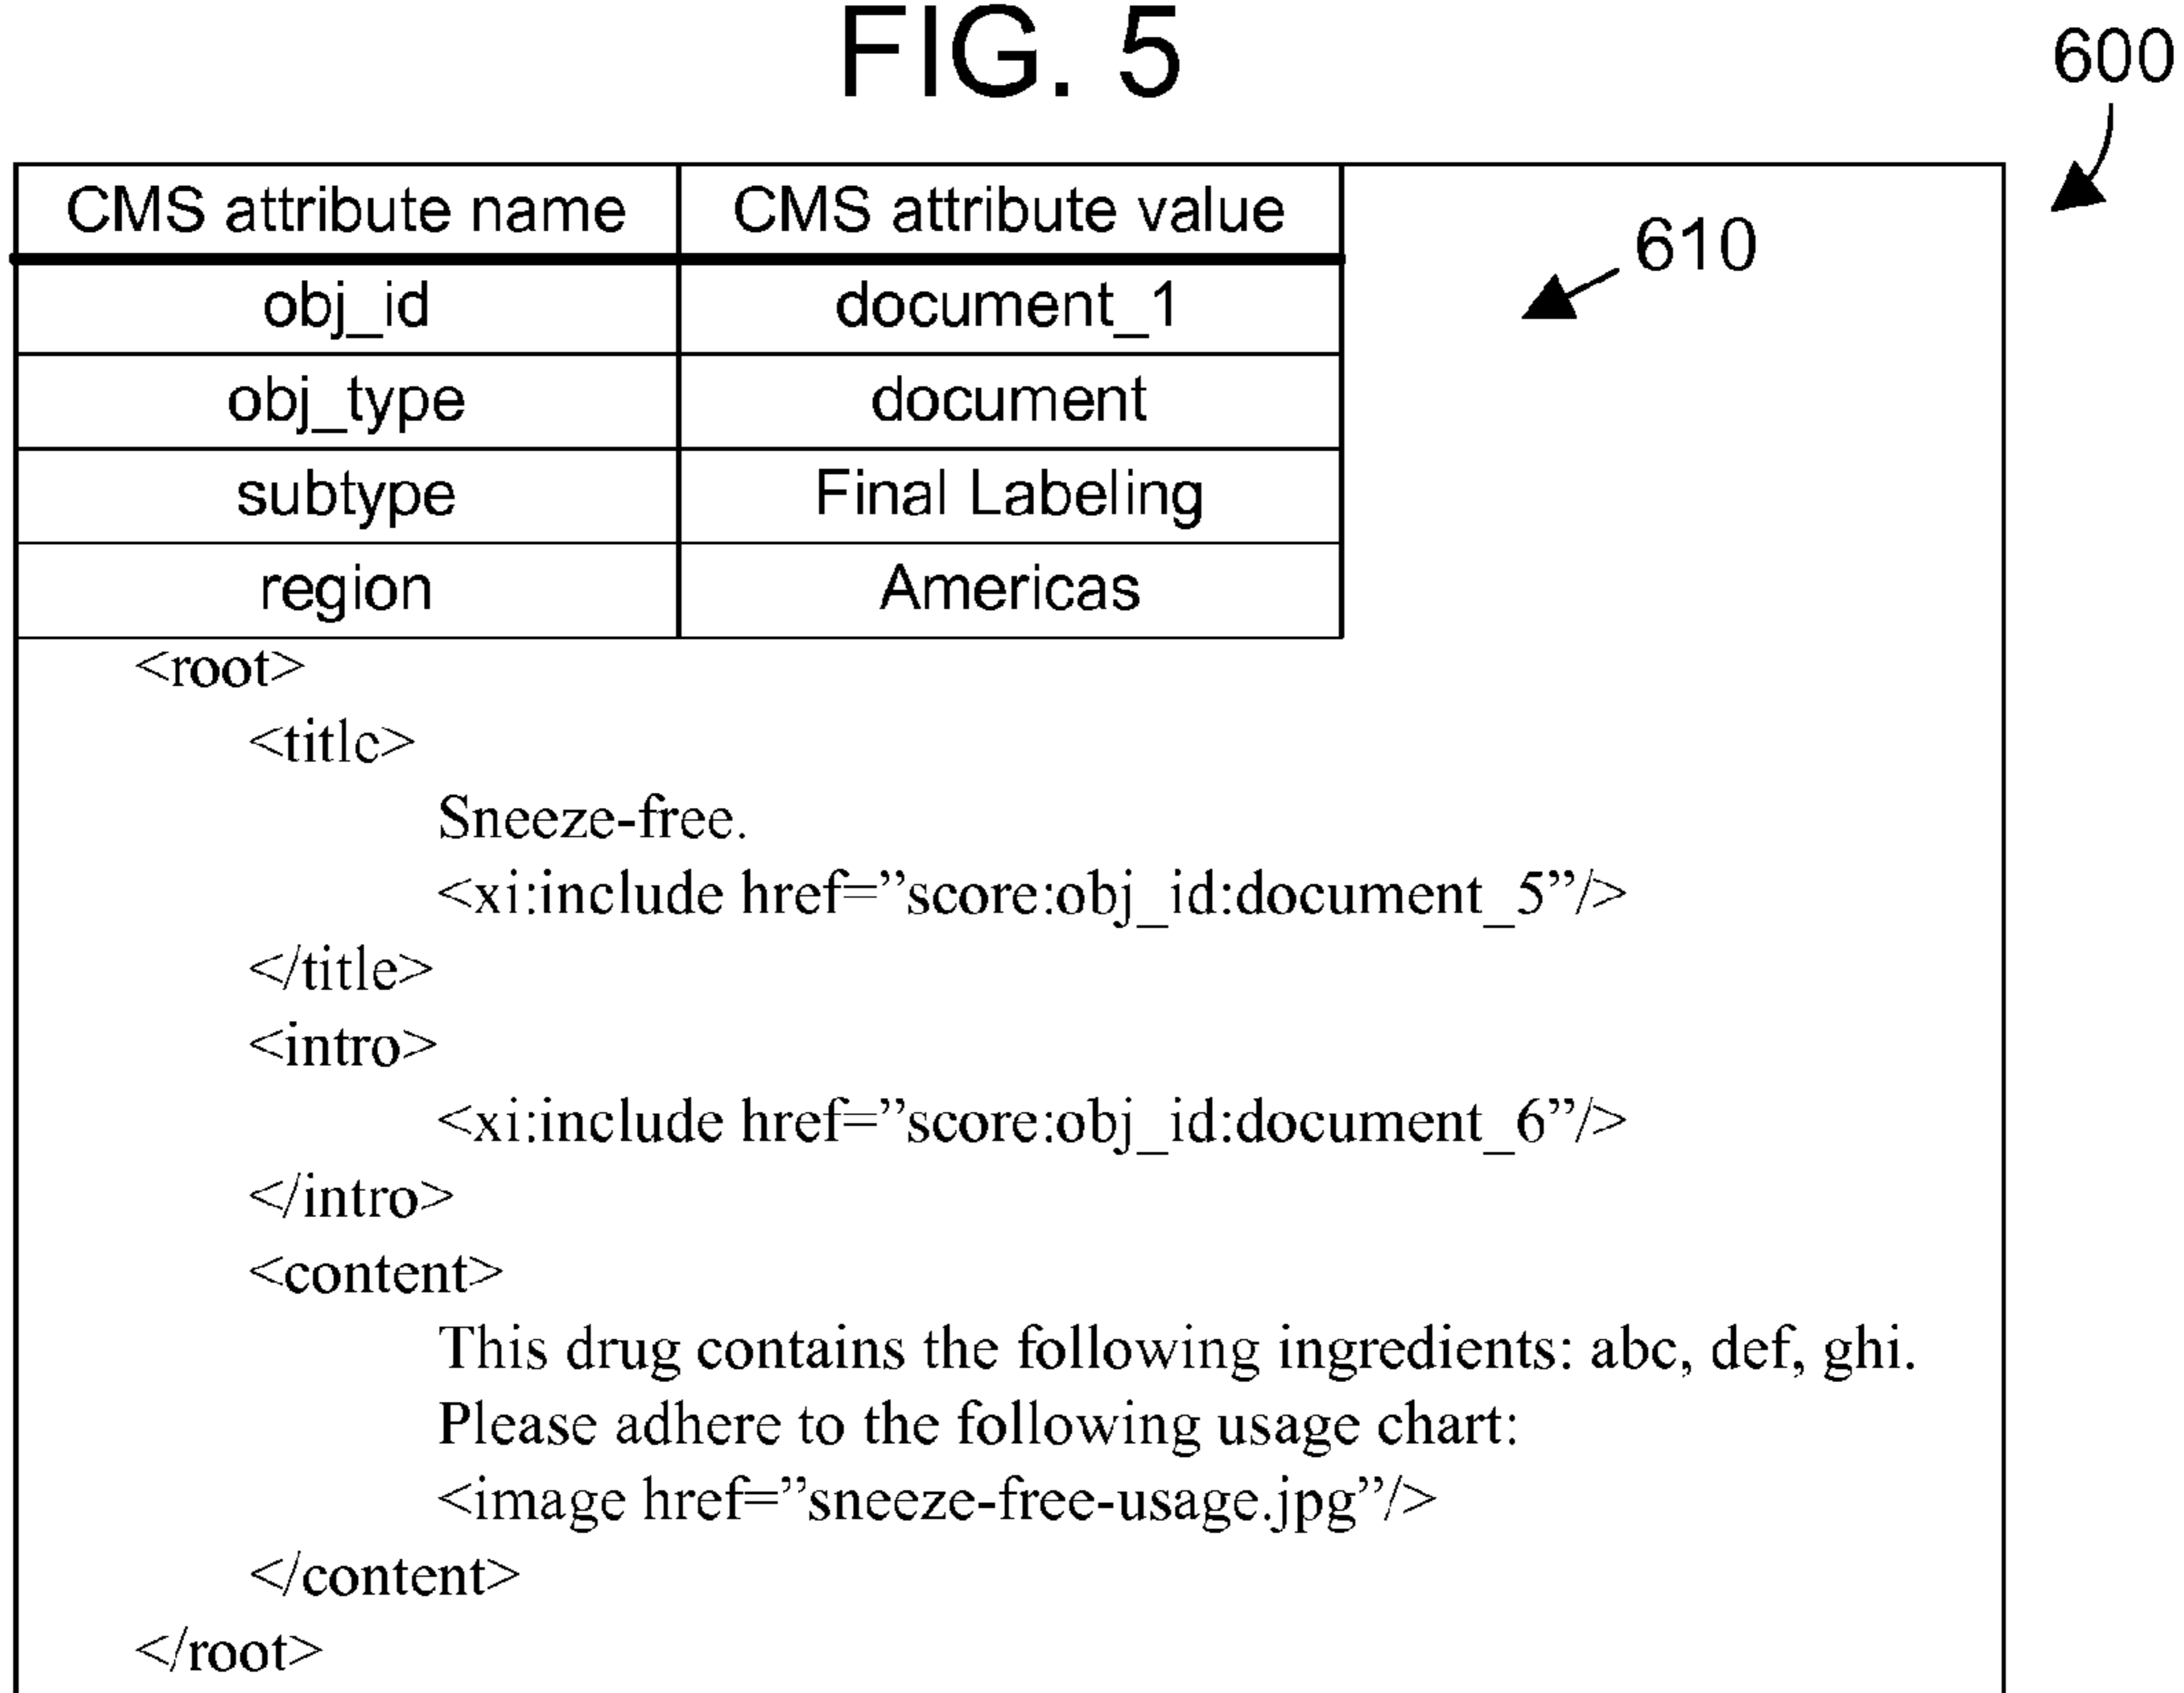 FIG. 5
600
CMS attribute name CMS attribute value
610
obj_id document_1
obj_type document
subtype Final Labeling
region Americas
<root>
<title>
Sneeze-free.
<xi:include href=”score:obj_id:document_5”/>
</title>
<intro>
<xi:include href=”score:obj_id:document_6”/>
</intro>
<content>
This drug contains the following ingredients: abc, def, ghi.
Please adhere to the following usage chart:
<image href=”sneeze-free-usage.jpg”/>
</content>
</root>